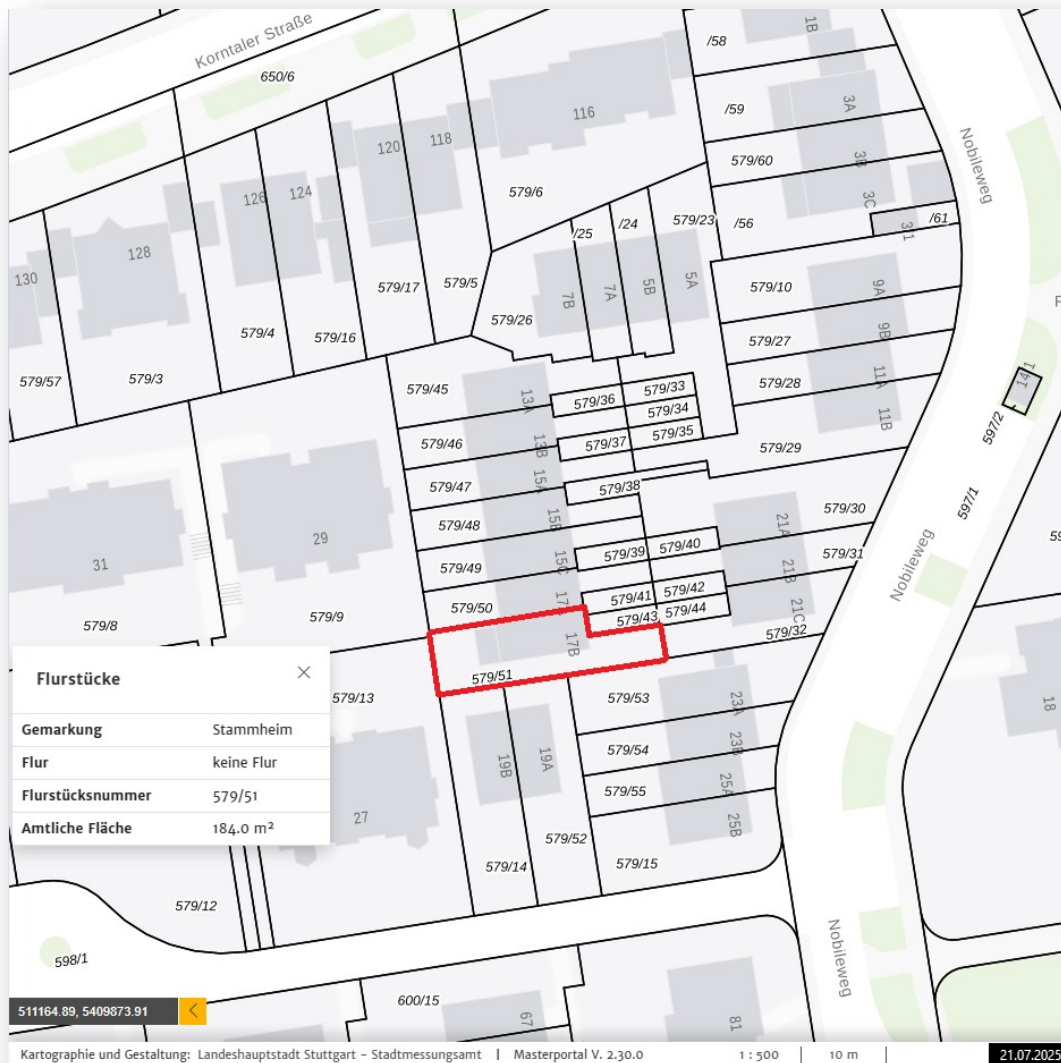 Korntaler Straße
650/6
1B
/58
116
118
120
/59
3A
Nobileweg
126
124
579/6
579/60
3B
3C
128
579/23
/56
/61
31
/25
/24
130
579/17
579/5
7B
7A
5B
5A
579/10
9A
579/4
579/16
579/26
579/27
9B
579/57
579/3
579/45
13A
579/36
579/33
579/28
11A
14/1
579/34
11B
579/46
13B
579/37
579/35
579/29
597/2
579/47
15A
579/38
597/1
579/48
15B
21A
579/30
31
29
579/49
15C
579/39
579/40
21B
579/31
Nobileweg
579/50
579/41
579/42
21C
579/8
579/9
579/43
579/44
17B
579/32
579/51
579/13
579/53
23A
18
19B
19A
579/54
23B
27
579/55
25A
25B
579/52
579/14
579/15
579/12
598/1
Nobileweg
600/15
67
81
Flurstücke
Gemarkung Stammheim
Flur keine Flur
Flurstücksnummer 579/51
Amtliche Fläche 184.0 m²
511164.89, 5409873.91
Kartographie und Gestaltung: Landeshauptstadt Stuttgart - Stadtmessungsamt | Masterportal V. 2.30.0 1 : 500 10 m 21.07.2025